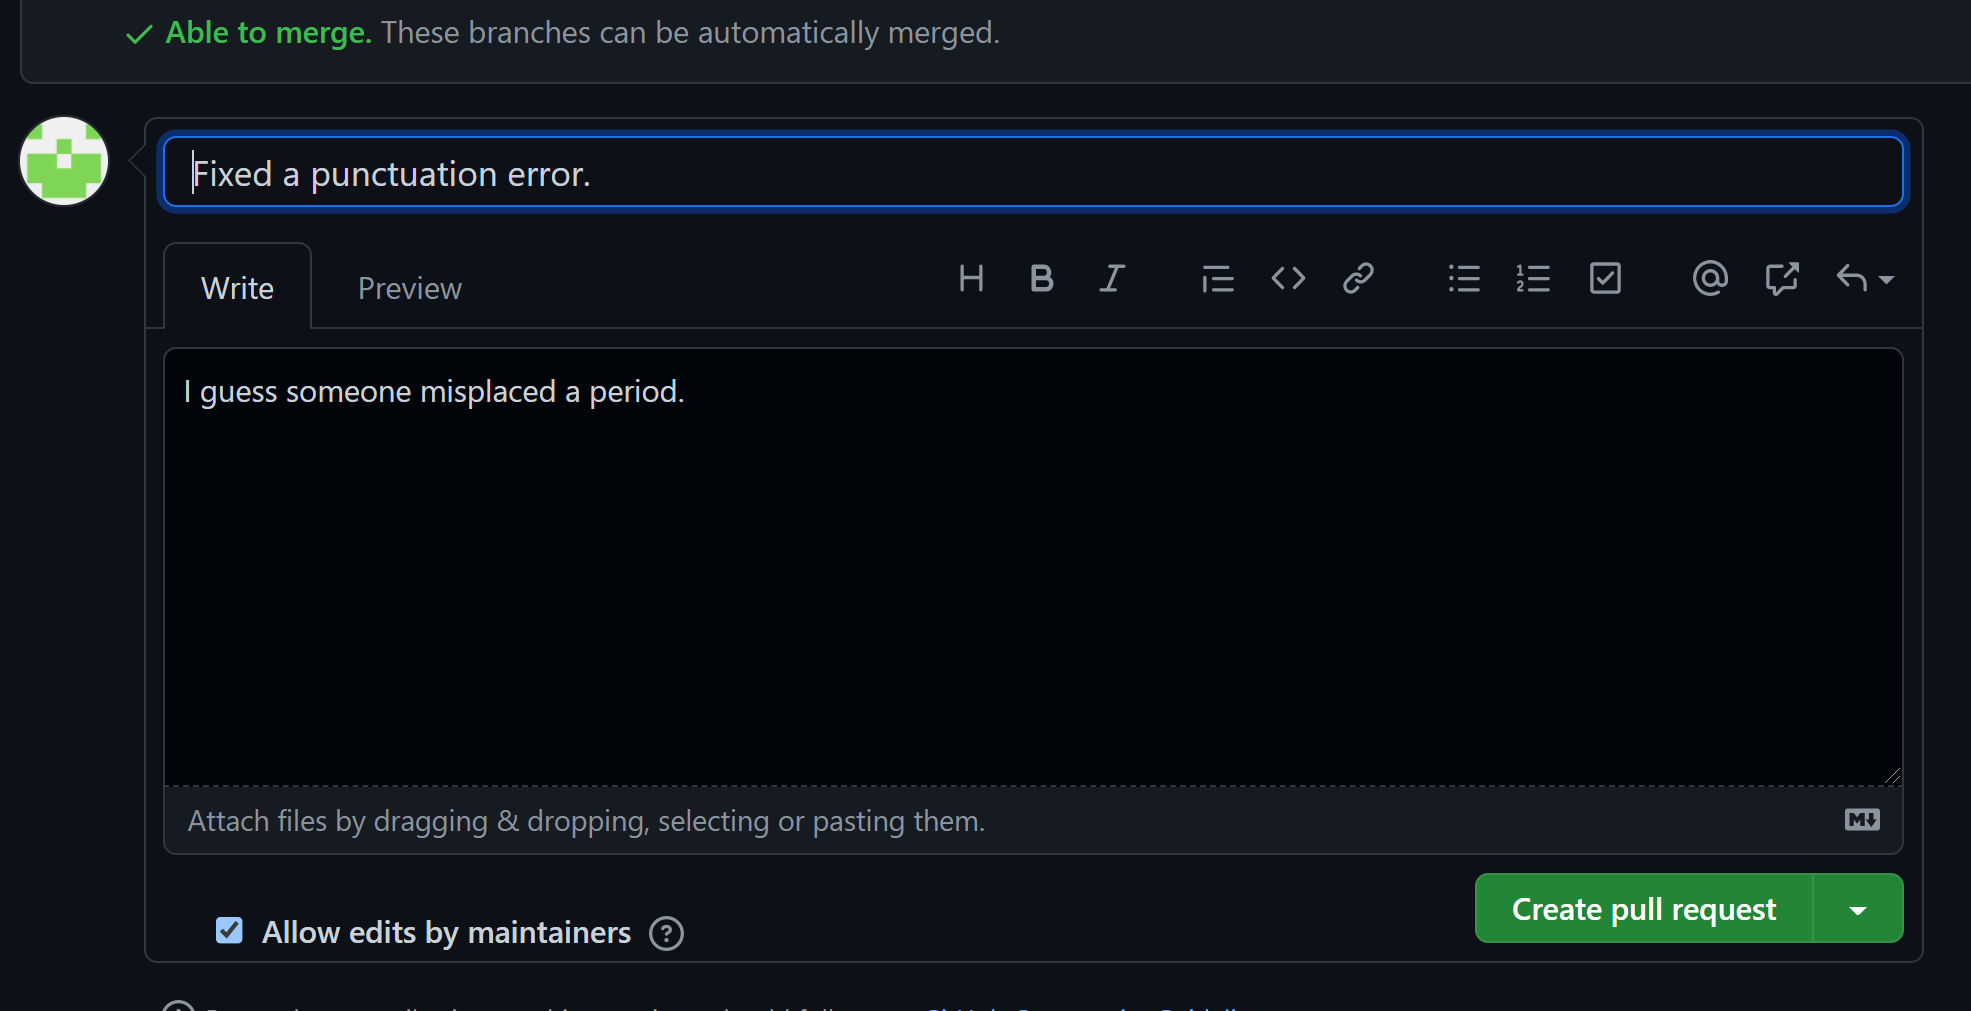 Able to merge. These branches can be automatically merged.
Fixed a punctuation error.
Write Preview
I guess someone misplaced a period.
Attach files by dragging & dropping, selecting or pasting them.
Allow edits by maintainers
Create pull request